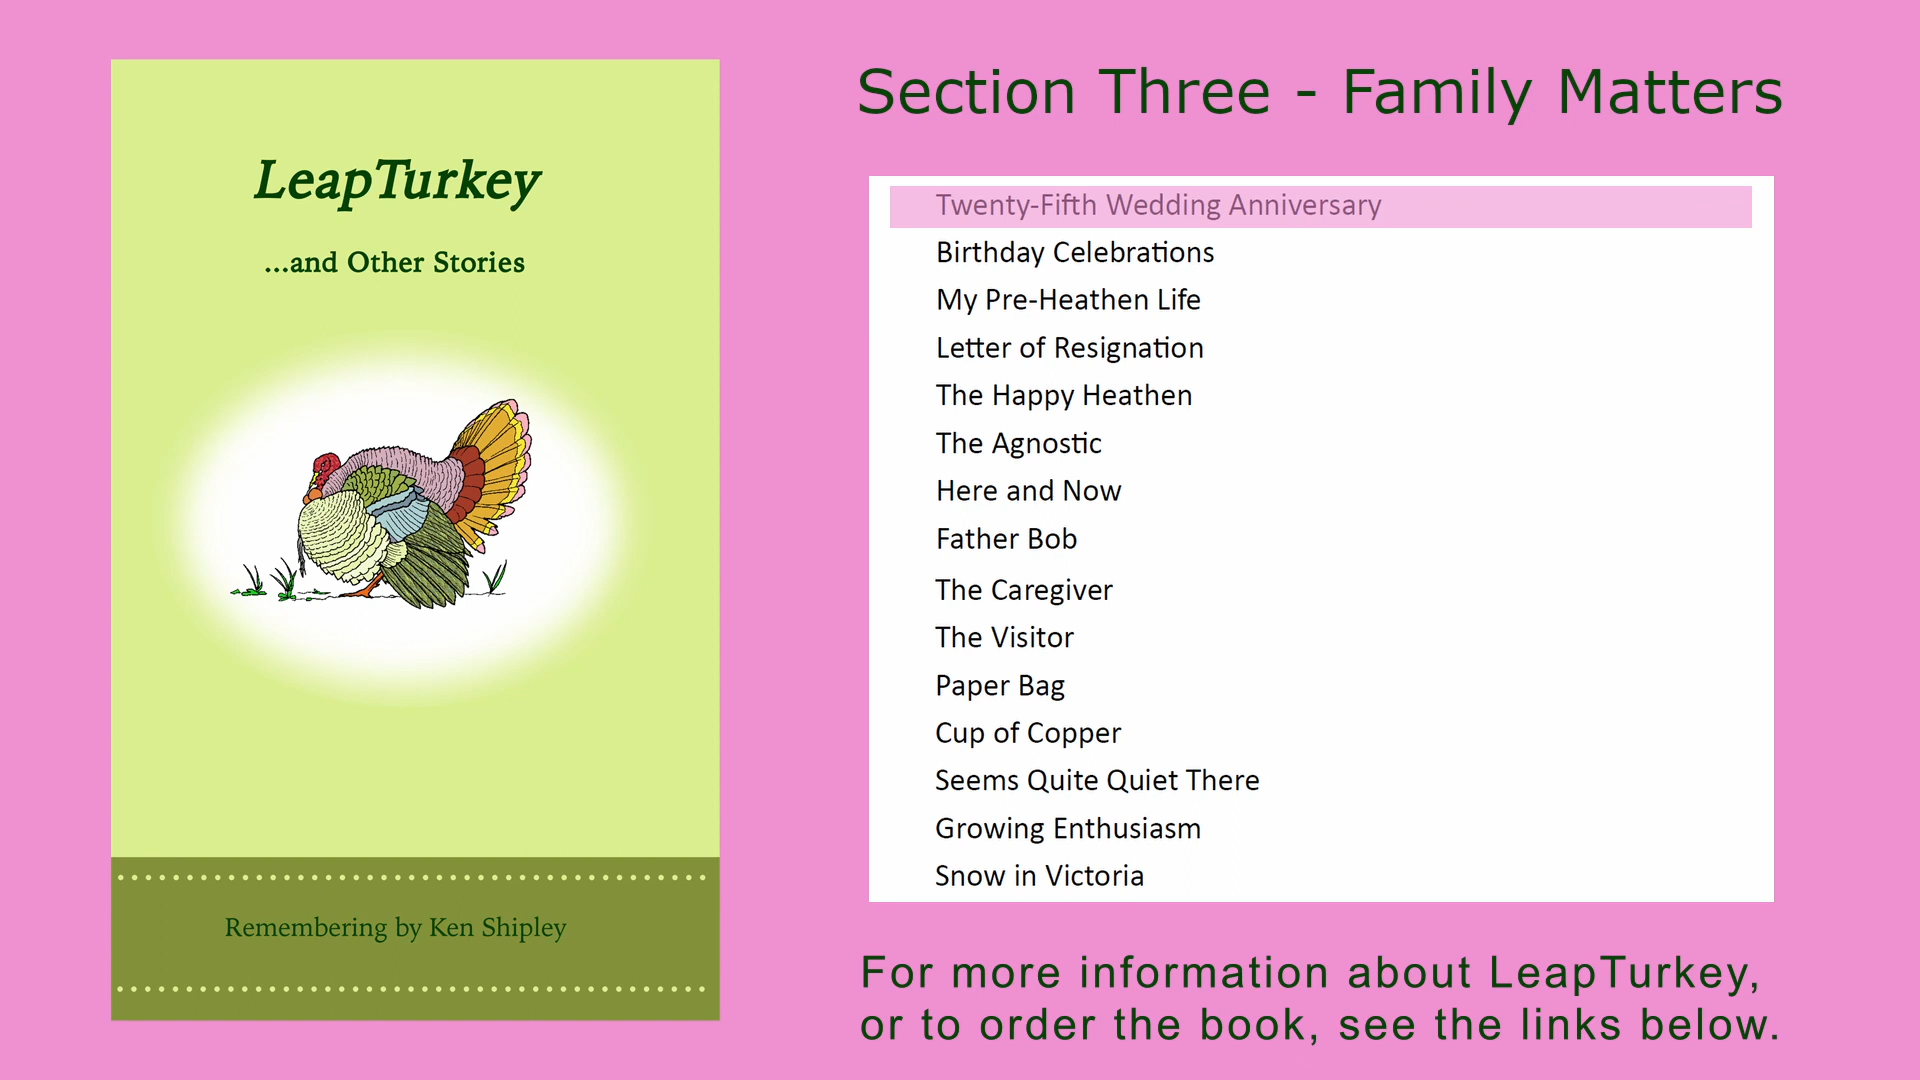 LeapTurkey
...and Other Stories
Remembering by Ken Shipley
Section Three - Family Matters
Twenty-Fifth Wedding Anniversary
Birthday Celebrations
My Pre-Heathen Life
Letter of Resignation
The Happy Heathen
The Agnostic
Here and Now
Father Bob
The Caregiver
The Visitor
Paper Bag
Cup of Copper
Seems Quite Quiet There
Growing Enthusiasm
Snow in Victoria
For more information about LeapTurkey,
or to order the book, see the links below.